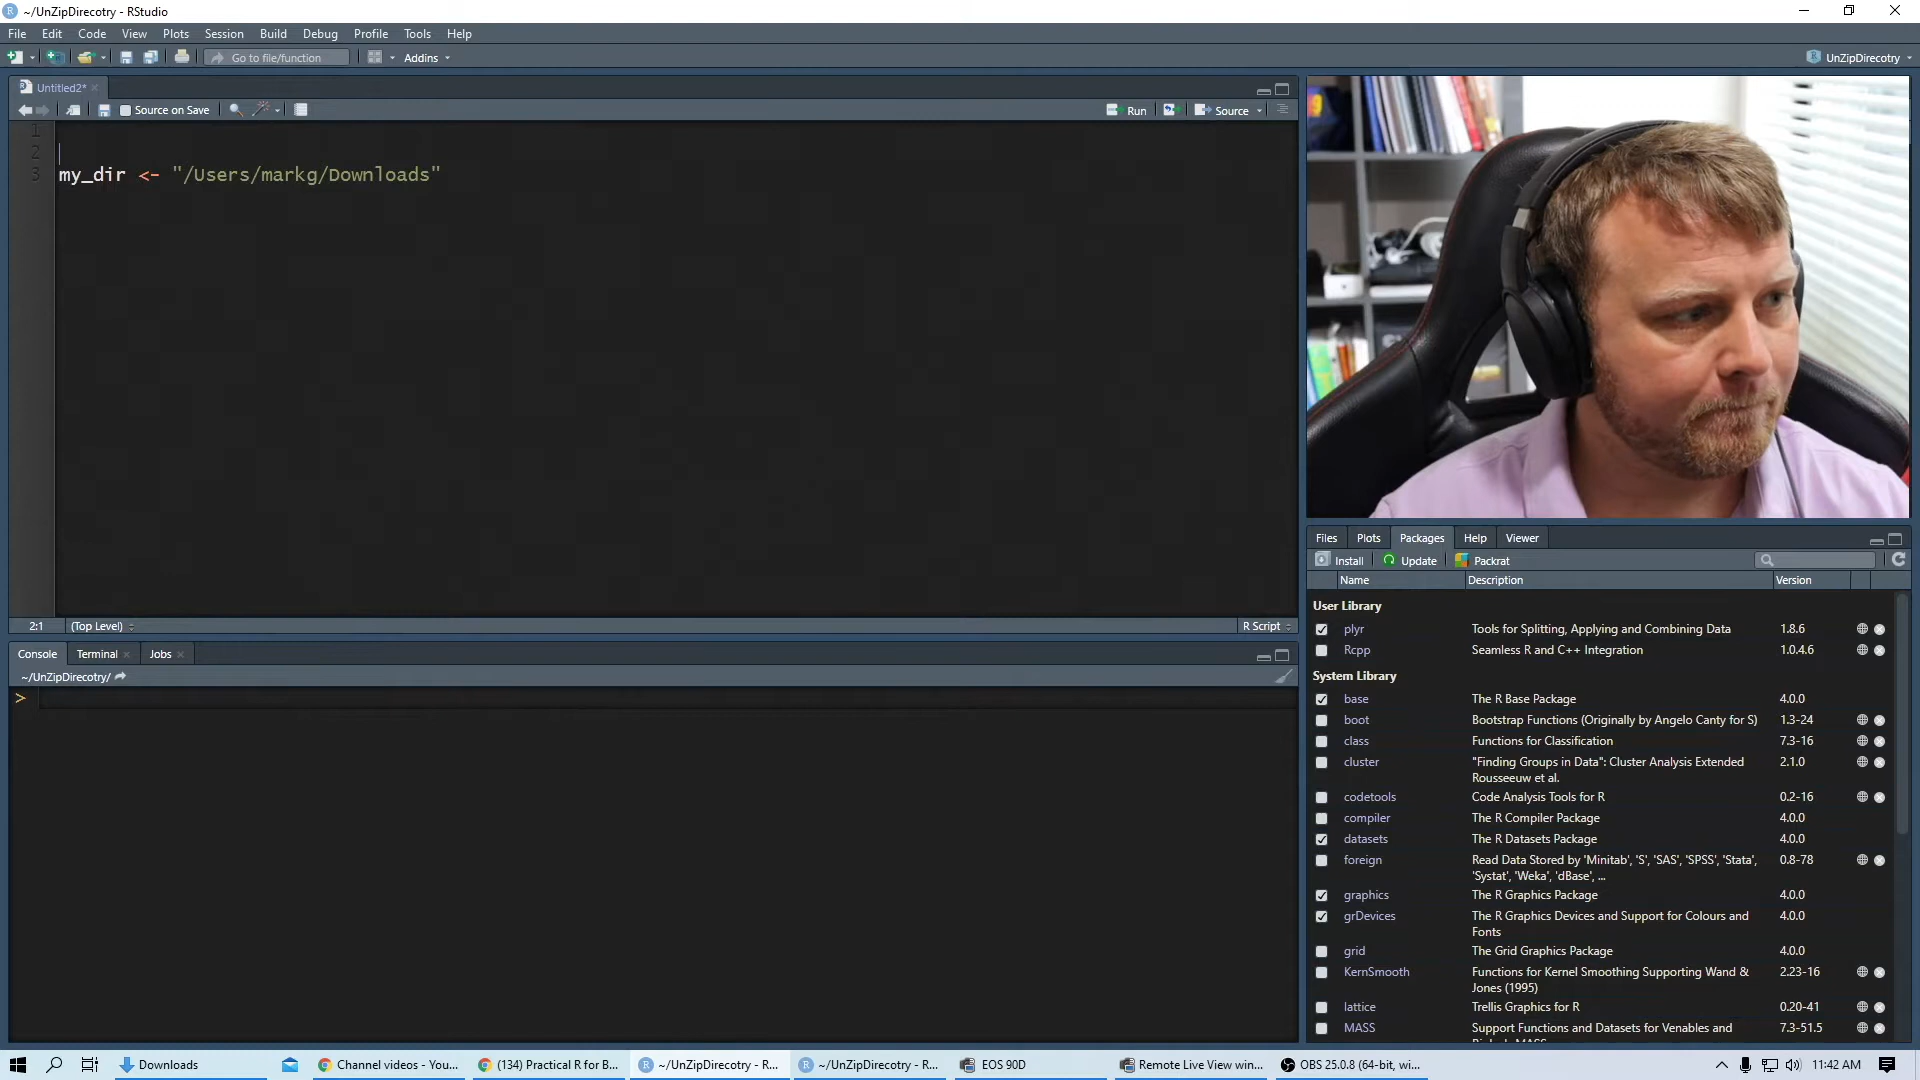 ~/UnZipDirecotry - RStudio
File Edit Code View Plots Session Build Debug Profile Tools Help
Go to file/function Addins UnZipDirecotry
Untitled2*
Source on Save Run Source
1
2
3 my_dir <- "/Users/markg/Downloads"
2:1 (Top Level) R Script
Console Terminal Jobs
~/UnZipDirecotry/
>
Files Plots Packages Help Viewer
Install Update Packrat
Name Description Version
User Library
plyr Tools for Splitting, Applying and Combining Data 1.8.6
Rcpp Seamless R and C++ Integration 1.0.4.6
System Library
base The R Base Package 4.0.0
boot Bootstrap Functions (Originally by Angelo Canty for S) 1.3-24
class Functions for Classification 7.3-16
cluster "Finding Groups in Data": Cluster Analysis Extended 2.1.0
Rousseeuw et al.
codetools Code Analysis Tools for R 0.2-16
compiler The R Compiler Package 4.0.0
datasets The R Datasets Package 4.0.0
foreign Read Data Stored by 'Minitab', 'S', 'SAS', 'SPSS', 'Stata', 0.8-78
'Systat', 'Weka', 'dBase', ...
graphics The R Graphics Package 4.0.0
grDevices The R Graphics Devices and Support for Colours and 4.0.0
Fonts
grid The Grid Graphics Package 4.0.0
KernSmooth Functions for Kernel Smoothing Supporting Wand & 2.23-16
Jones (1995)
lattice Trellis Graphics for R 0.20-41
MASS Support Functions and Datasets for Venables and 7.3-51.5
Downloads Channel videos - You... (134) Practical R for B... ~/UnZipDirecotry - R... ~/UnZipDirecotry - R... EOS 90D Remote Live View win... OBS 25.0.8 (64-bit, wi... 11:42 AM